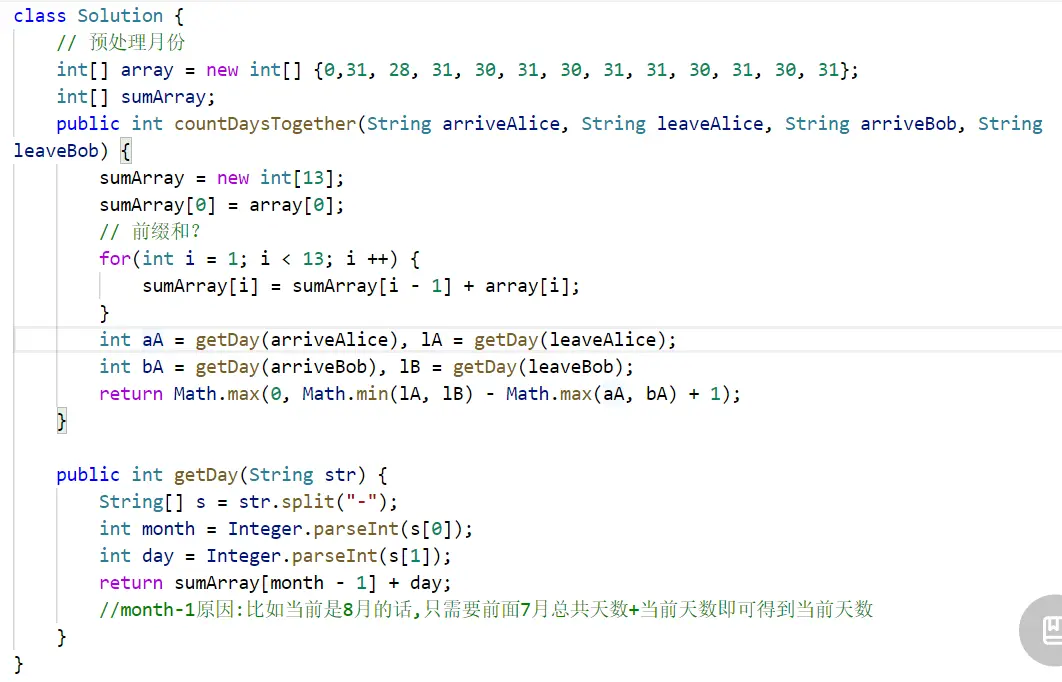 class Solution {
// 预处理月份
int[] array = new int[] {0,31, 28, 31, 30, 31, 30, 31, 31, 30, 31, 30, 31};
int[] sumArray;
public int countDaysTogether(String arriveAlice, String leaveAlice, String arriveBob, String
leaveBob) {
sumArray = new int[13];
sumArray[0] = array[0];
// 前缀和?
for(int i = 1; i < 13; i ++) {
sumArray[i] = sumArray[i - 1] + array[i];
}
int aA = getDay(arriveAlice), lA = getDay(leaveAlice);
int bA = getDay(arriveBob), lB = getDay(leaveBob);
return Math.max(0, Math.min(lA, lB) - Math.max(aA, bA) + 1);
}
public int getDay(String str) {
String[] s = str.split("-");
int month = Integer.parseInt(s[0]);
int day = Integer.parseInt(s[1]);
return sumArray[month - 1] + day;
//month-1原因:比如当前是8月的话,只需要前面7月总共天数+当前天数即可得到当前天数
}
}